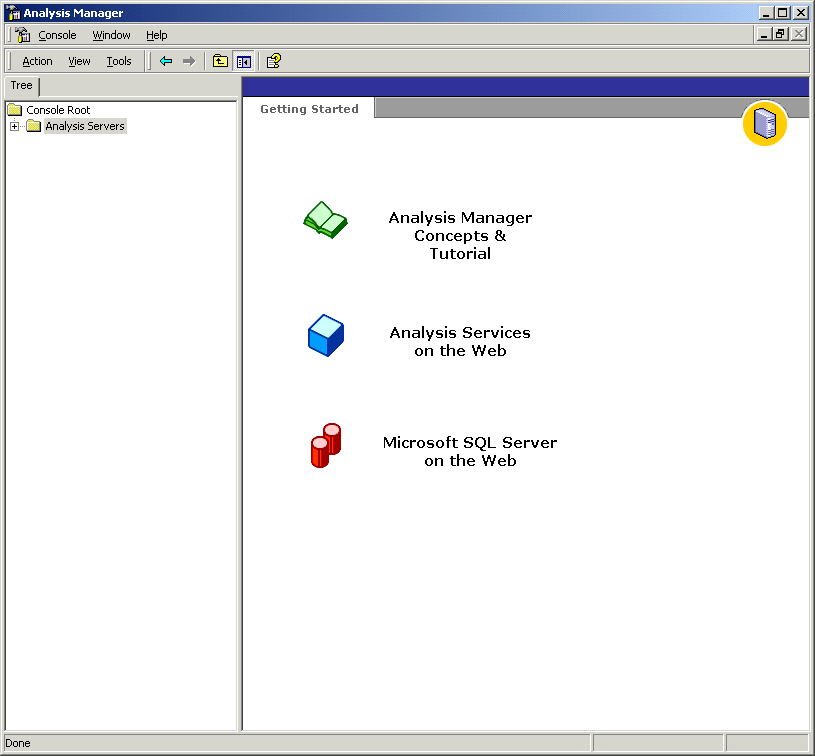 Analysis Manager
Console Window Help
Action View Tools
Tree
Console Root
Analysis Servers
Getting Started
Analysis Manager
Concepts &
Tutorial
Analysis Services
on the Web
Microsoft SQL Server
on the Web
Done